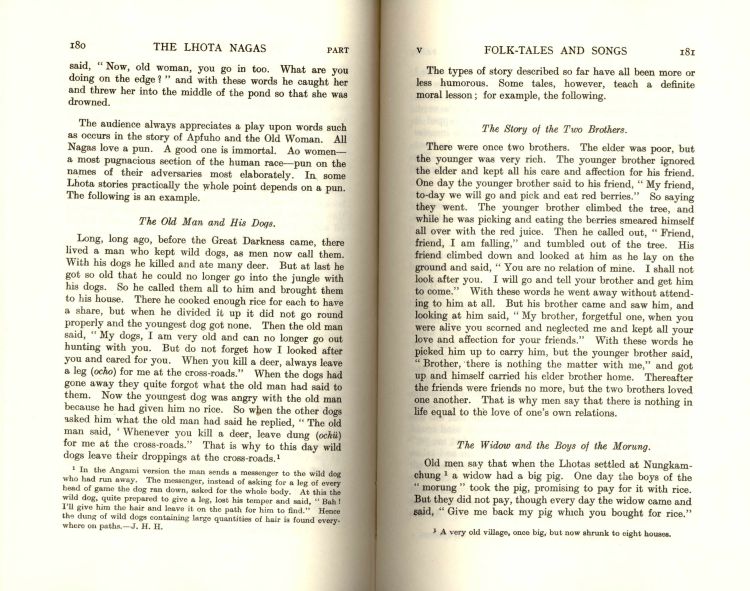 180 THE LHOTA NAGAS PART
said, “ Now, old woman, you go in too. What are you
doing on the edge ? ” and with these words he caught her
and threw her into the middle of the pond so that she was
drowned.
The audience always appreciates a play upon words such
as occurs in the story of Apfuho and the Old Woman. All
Nagas love a pun. A good one is immortal. Ao women—
a most pugnacious section of the human race—pun on the
names of their adversaries most elaborately. In some
Lhota stories practically the whole point depends on a pun.
The following is an example.
The Old Man and His Dogs.
Long, long ago, before the Great Darkness came, there
lived a man who kept wild dogs, as men now call them.
With his dogs he killed and ate many deer. But at last he
got so old that he could no longer go into the jungle with
his dogs. So he called them all to him and brought them
to his house. There he cooked enough rice for each to have
a share, but when he divided it up it did not go round
properly and the youngest dog got none. Then the old man
said, “ My dogs, I am very old and can no longer go out
hunting with you. But do not forget how I looked after
you and cared for you. When you kill a deer, always leave
a leg (ocho) for me at the cross-roads.” When the dogs had
gone away they quite forgot what the old man had said to
them. Now the youngest dog was angry with the old man
because he had given him no rice. So when the other dogs
asked him what the old man had said he replied, “ The old
man said, ‘ Whenever you kill a deer, leave dung (ochü)
for me at the cross-roads.” That is why to this day wild
dogs leave their droppings at the cross-roads.¹
¹ In the Angami version the man sends a messenger to the wild dog
who had run away. The messenger, instead of asking for a leg of every
head of game the dog ran down, asked for the whole body. At this the
wild dog, quite prepared to give a leg, lost his temper and said, “ Bah !
I’ll give him the hair and leave it on the path for him to find.” Hence
the dung of wild dogs containing large quantities of hair is found every-
where on paths.—J. H. H.
V FOLK-TALES AND SONGS 181
The types of story described so far have all been more or
less humorous. Some tales, however, teach a definite
moral lesson ; for example, the following.
The Story of the Two Brothers.
There were once two brothers. The elder was poor, but
the younger was very rich. The younger brother ignored
the elder and kept all his care and affection for his friend.
One day the younger brother said to his friend, “ My friend,
to-day we will go and pick and eat red berries.” So saying
they went. The younger brother climbed the tree, and
while he was picking and eating the berries smeared himself
all over with the red juice. Then he called out, “ Friend,
friend, I am falling,” and tumbled out of the tree. His
friend climbed down and looked at him as he lay on the
ground and said, “ You are no relation of mine. I shall not
look after you. I will go and tell your brother and get him
to come.” With these words he went away without attend-
ing to him at all. But his brother came and saw him, and
looking at him said, “ My brother, forgetful one, when you
were alive you scorned and neglected me and kept all your
love and affection for your friends.” With these words he
picked him up to carry him, but the younger brother said,
“ Brother, there is nothing the matter with me,” and got
up and himself carried his elder brother home. Thereafter
the friends were friends no more, but the two brothers loved
one another. That is why men say that there is nothing in
life equal to the love of one’s own relations.
The Widow and the Boys of the Morung.
Old men say that when the Lhotas settled at Nungkam-
chung ¹ a widow had a big pig. One day the boys of the
“ morung ” took the pig, promising to pay for it with rice.
But they did not pay, though every day the widow came and
said, “ Give me back my pig which you bought for rice.”
¹ A very old village, once big, but now shrunk to eight houses.